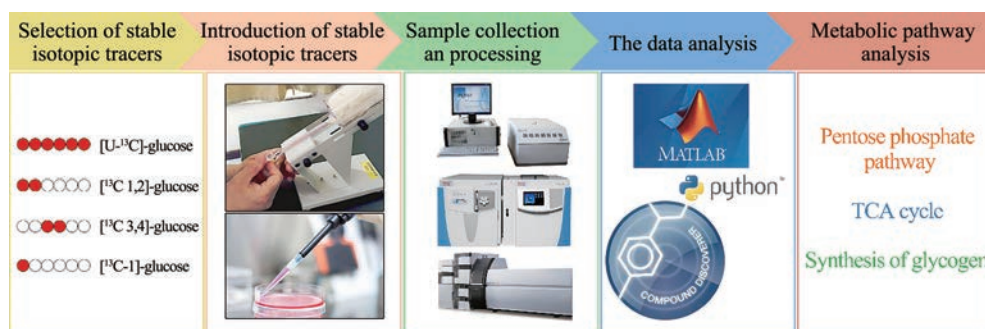 Selection of stable
isotopic tracers
Introduction of stable
isotopic tracers
Sample collection
an processing
The data analysis
Metabolic pathway
analysis
[U-¹³C]-glucose
[¹³C 1,2]-glucose
[¹³C 3,4]-glucose
[¹³C-1]-glucose
MATLAB
python™
COMPOUND DISCOVERER
Pentose phosphate
pathway
TCA cycle
Synthesis of glycogen